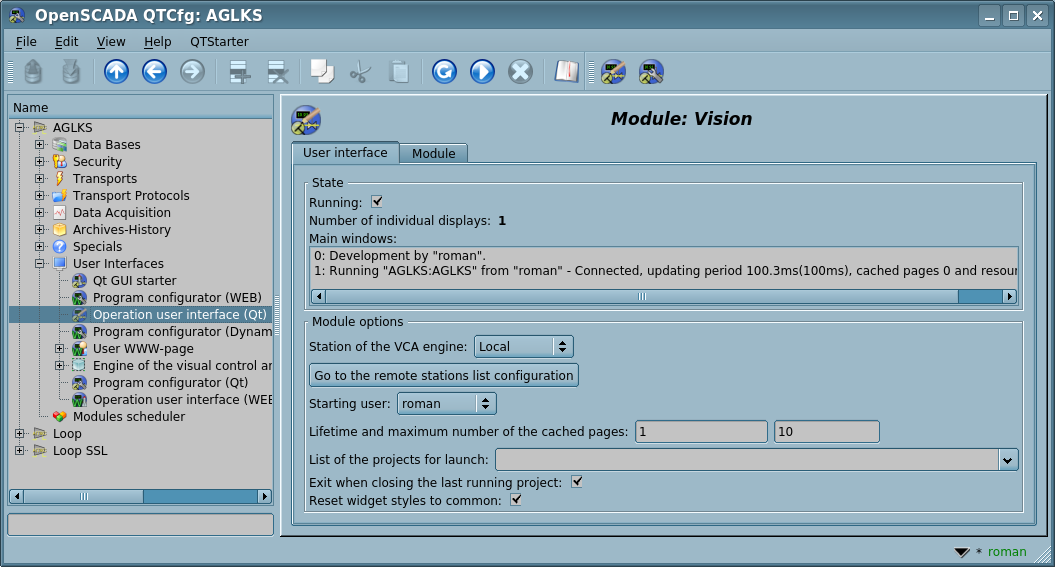 OpenSCADA QTCfg: AGLKS
File Edit View Help QTStarter
Name
AGLKS
Data Bases
Security
Transports
Transport Protocols
Data Acquisition
Archives-History
Specials
User Interfaces
Qt GUI starter
Program configurator (WEB)
Operation user interface (Qt)
Program configurator (Dynam
User WWW-page
Engine of the visual control ar
Program configurator (Qt)
Operation user interface (WEB
Modules scheduler
Loop
Loop SSL
Module: Vision
User interface Module
State
Running:
Number of individual displays: 1
Main windows:
0: Development by "roman".
1: Running "AGLKS:AGLKS" from "roman" - Connected, updating period 100.3ms(100ms), cached pages 0 and resour
Module options
Station of the VCA engine: Local
Go to the remote stations list configuration
Starting user: roman
Lifetime and maximum number of the cached pages: 1 10
List of the projects for launch:
Exit when closing the last running project:
Reset widget styles to common:
* roman